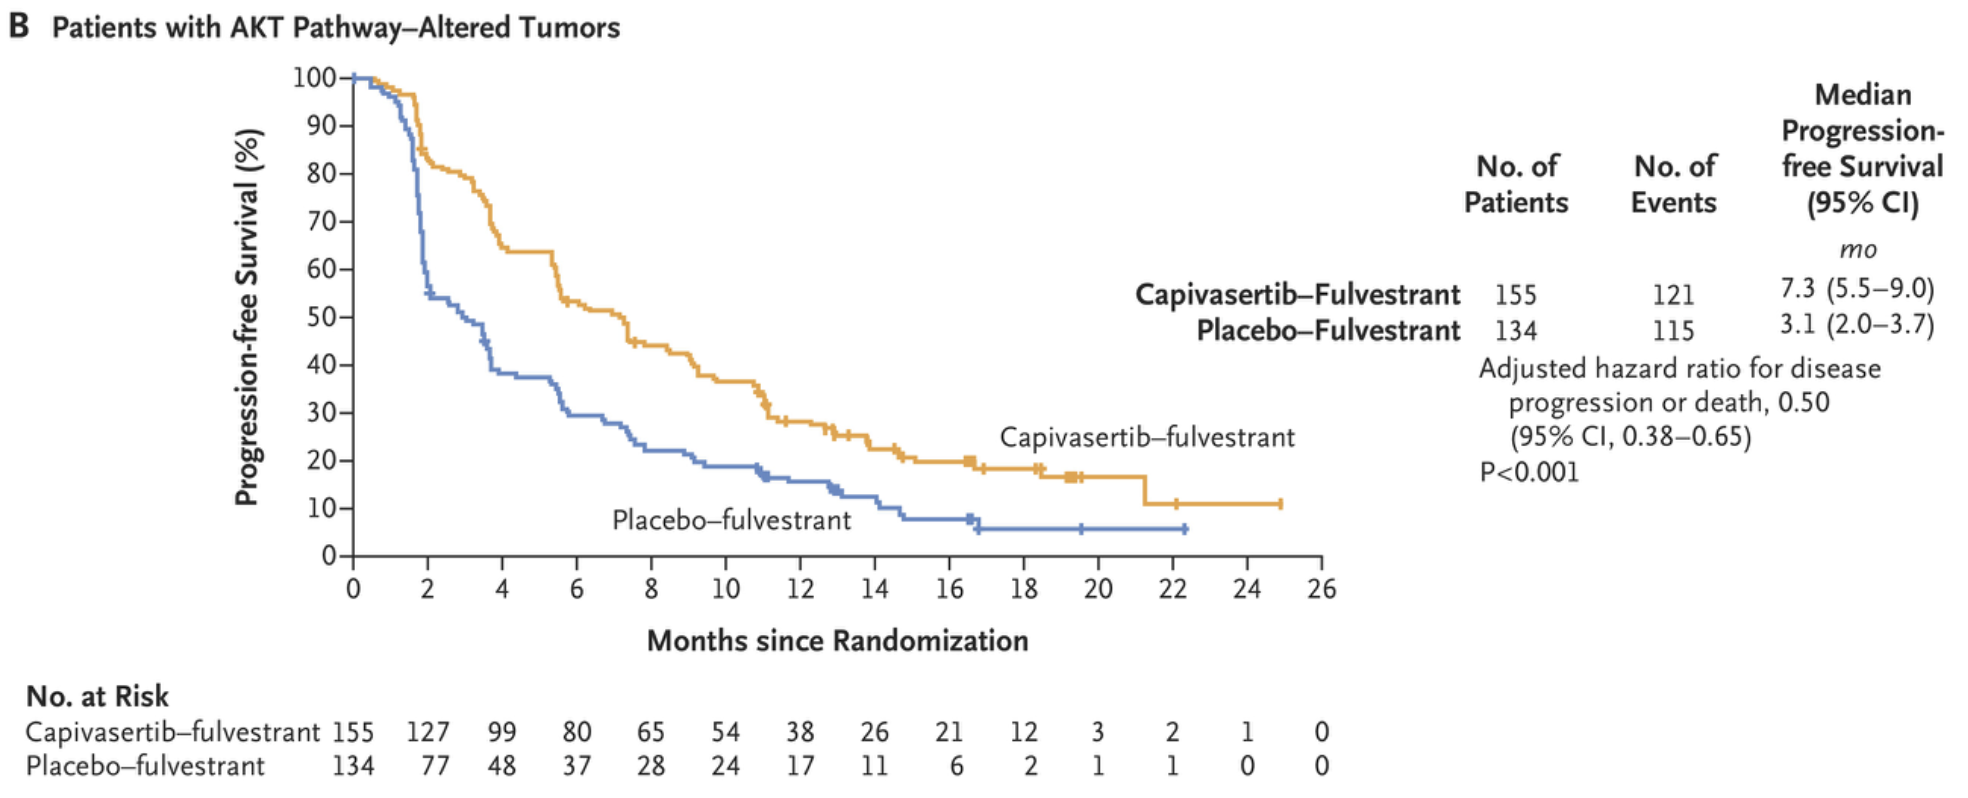 B Patients with AKT Pathway–Altered Tumors
Progression-free Survival (%)
100
90
80
70
60
50
40
30
20
10
0
0 2 4 6 8 10 12 14 16 18 20 22 24 26
Months since Randomization
Capivasertib–fulvestrant
Placebo–fulvestrant
No. of
Patients
No. of
Events
Median
Progression-
free Survival
(95% CI)
mo
Capivasertib–Fulvestrant 155 121 7.3 (5.5–9.0)
Placebo–Fulvestrant 134 115 3.1 (2.0–3.7)
Adjusted hazard ratio for disease
progression or death, 0.50
(95% CI, 0.38–0.65)
P<0.001
No. at Risk
Capivasertib–fulvestrant 155 127 99 80 65 54 38 26 21 12 3 2 1 0
Placebo–fulvestrant 134 77 48 37 28 24 17 11 6 2 1 1 0 0